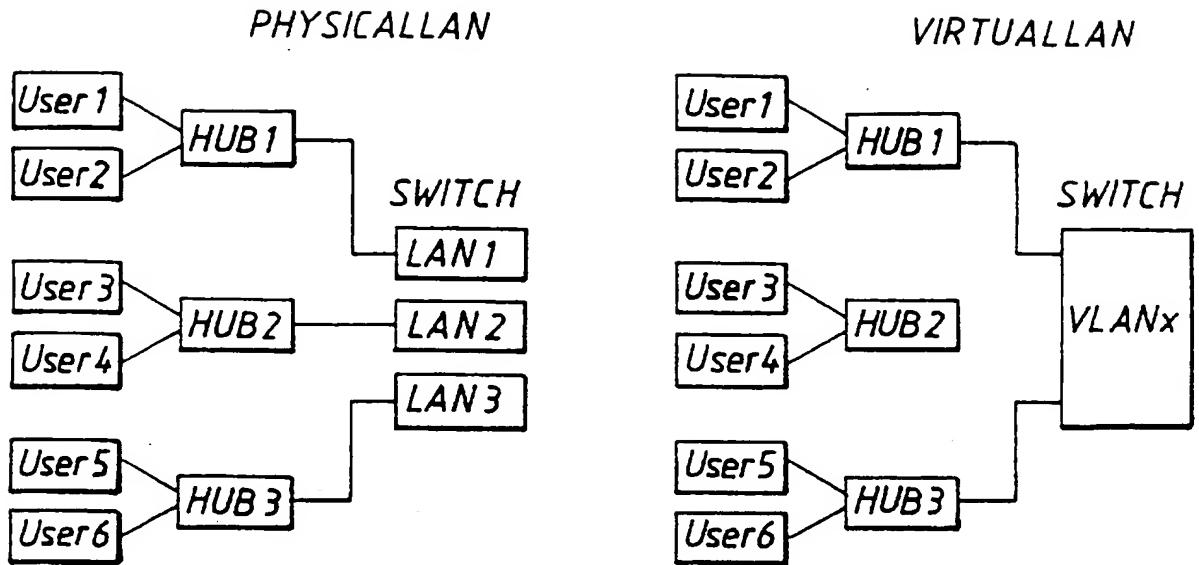 PHYSICALLAN
User1
User2
HUB1
SWITCH
LAN1
User3
User4
HUB2
LAN2
LAN3
User5
User6
HUB3
VIRTUALLAN
User1
User2
HUB1
SWITCH
User3
User4
HUB2
VLANx
User5
User6
HUB3